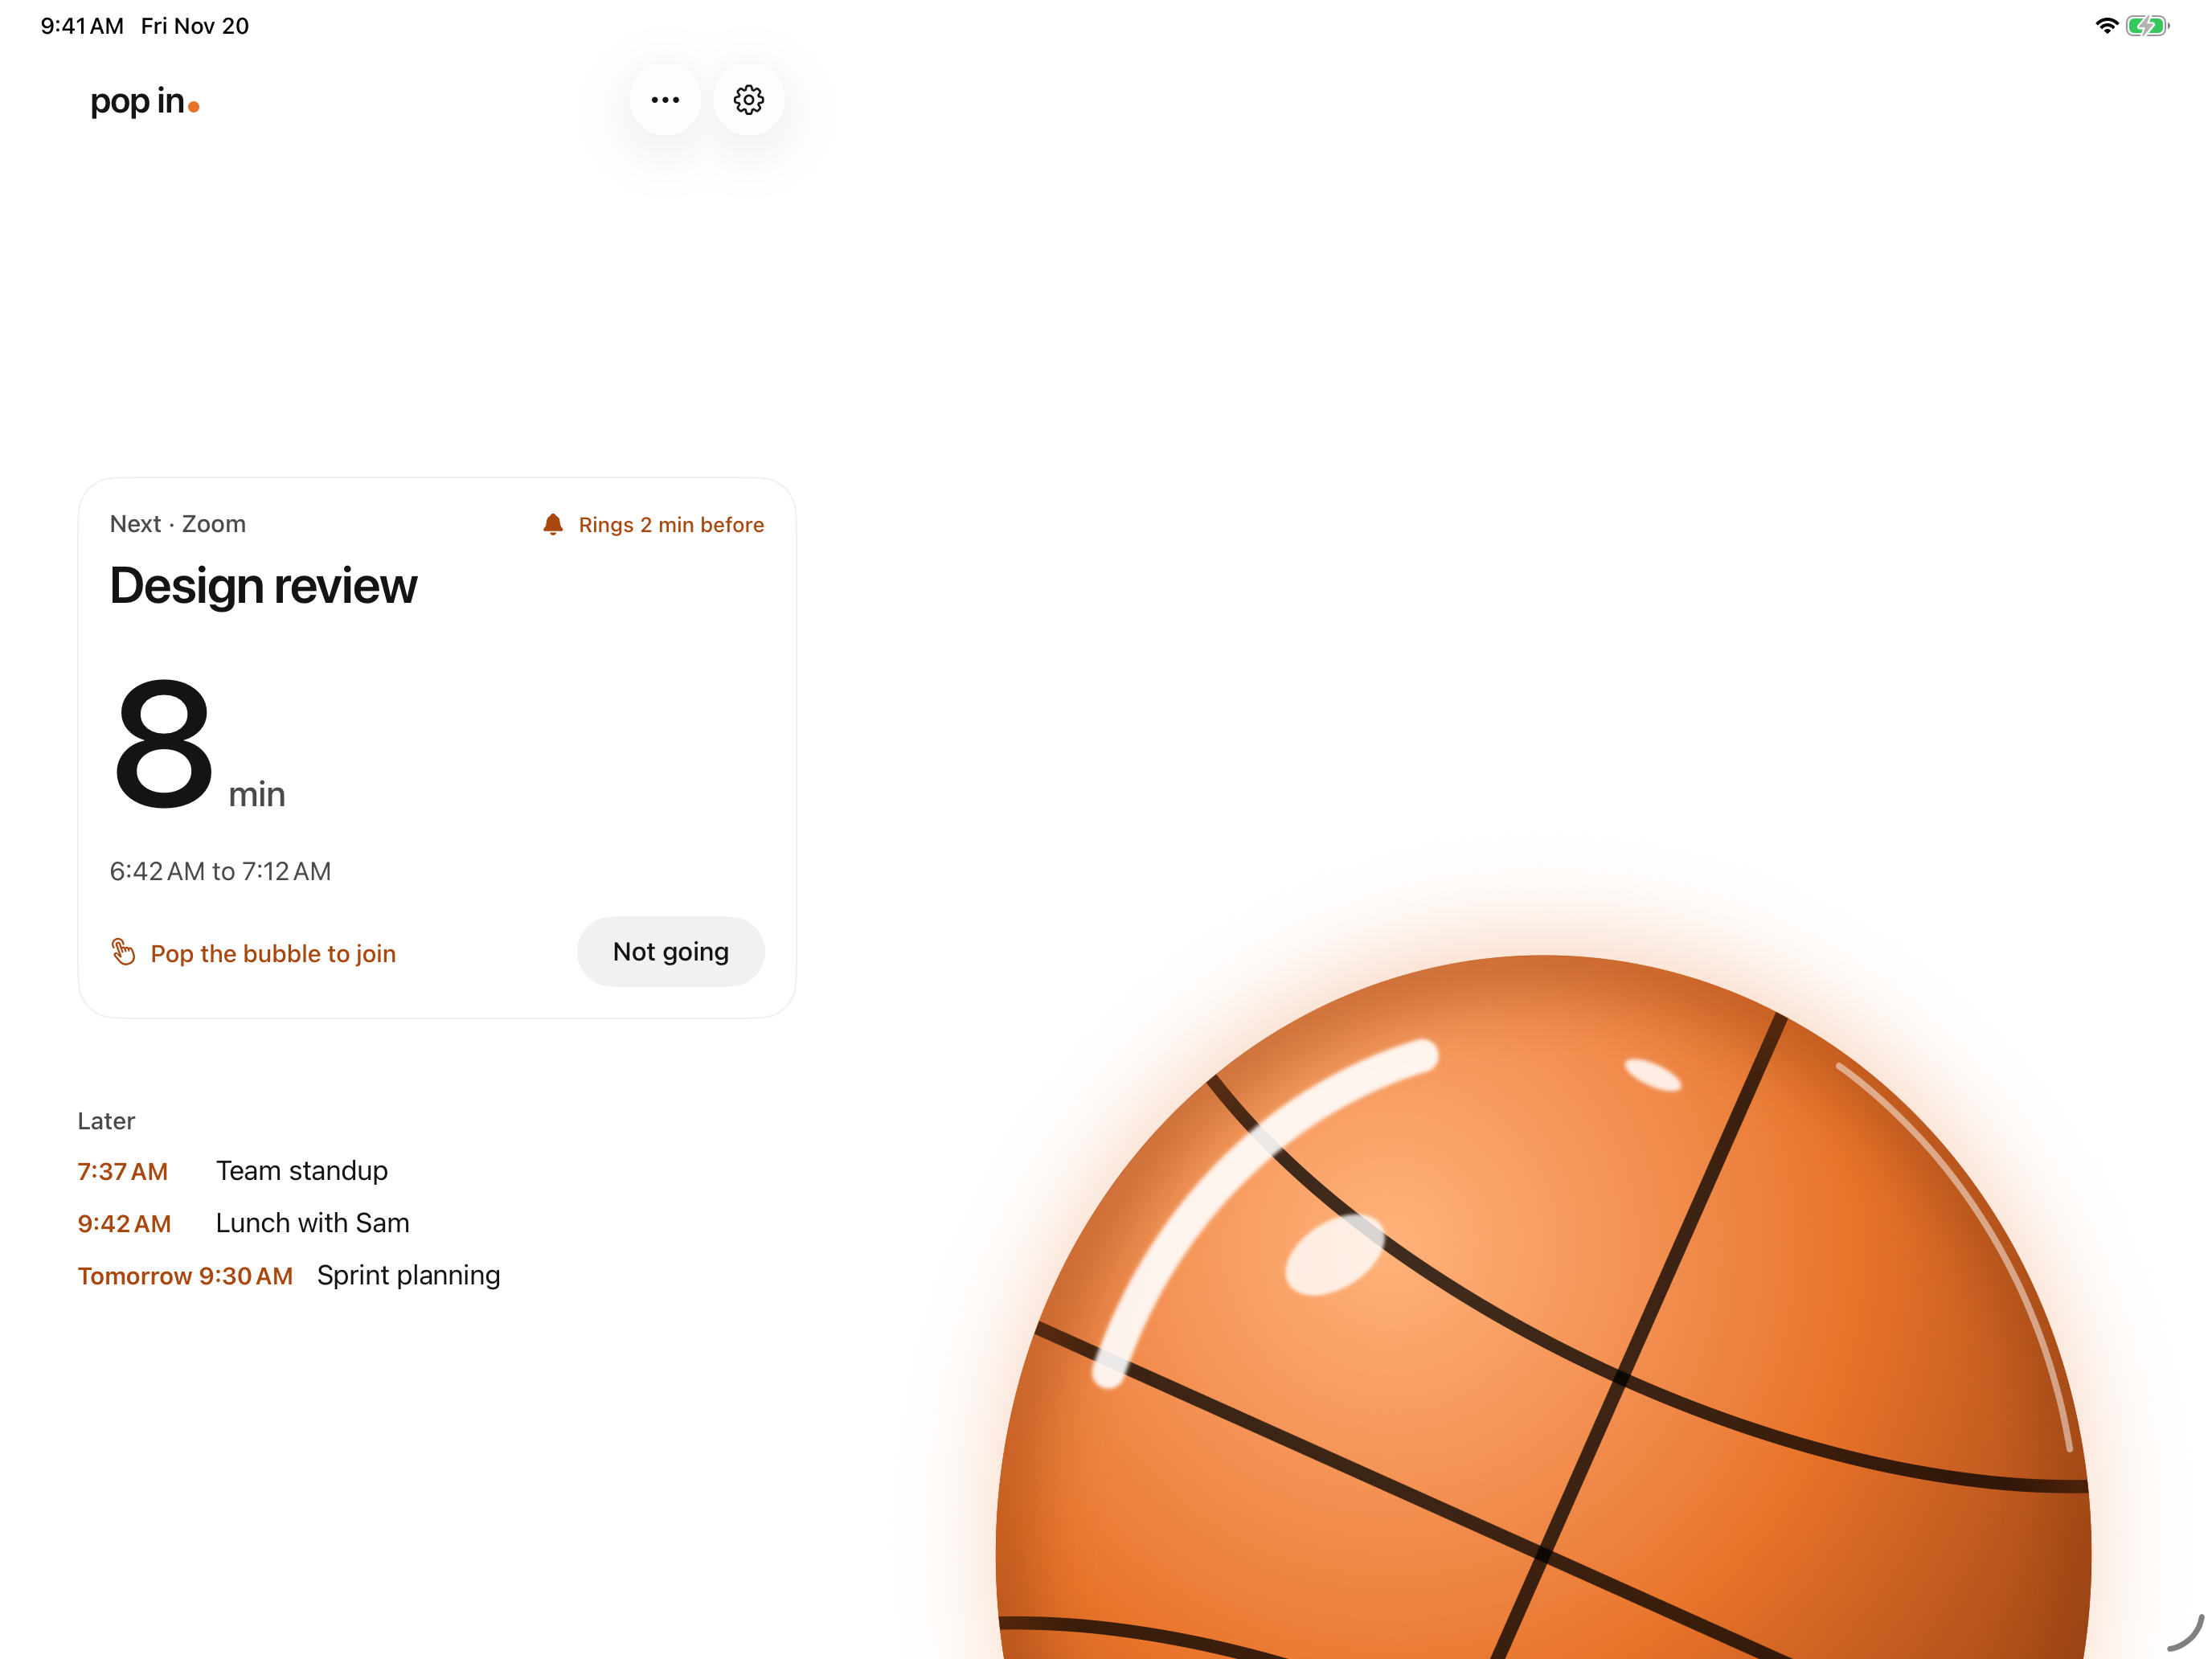 9:41 AM Fri Nov 20
pop in
Next · Zoom
Rings 2 min before
Design review
8 min
6:42 AM to 7:12 AM
Pop the bubble to join
Not going
Later
7:37 AM Team standup
9:42 AM Lunch with Sam
Tomorrow 9:30 AM Sprint planning